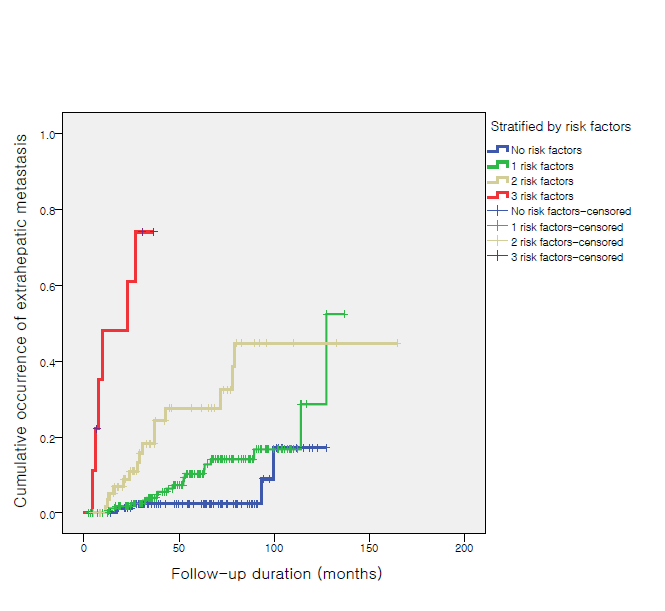 Stratified by risk factors
No risk factors
1 risk factors
2 risk factors
3 risk factors
No risk factors-censored
1 risk factors-censored
2 risk factors-censored
3 risk factors-censored
Cumulative occurrence of extrahepatic metastasis
1.0
0.8
0.6
0.4
0.2
0.0
0 50 100 150 200
Follow-up duration (months)